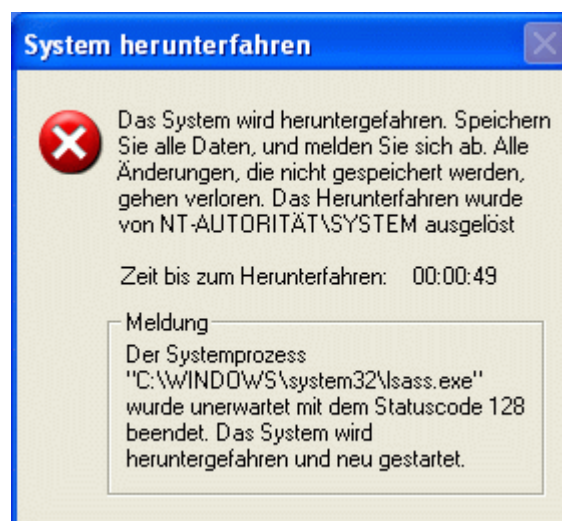 System herunterfahren
Das System wird heruntergefahren. Speichern
Sie alle Daten, und melden Sie sich ab. Alle
Änderungen, die nicht gespeichert werden,
gehen verloren. Das Herunterfahren wurde
von NT-AUTORITÄT\SYSTEM ausgelöst
Zeit bis zum Herunterfahren: 00:00:49
Meldung
Der Systemprozess
"C:\WINDOWS\system32\lsass.exe"
wurde unerwartet mit dem Statuscode 128
beendet. Das System wird
heruntergefahren und neu gestartet.